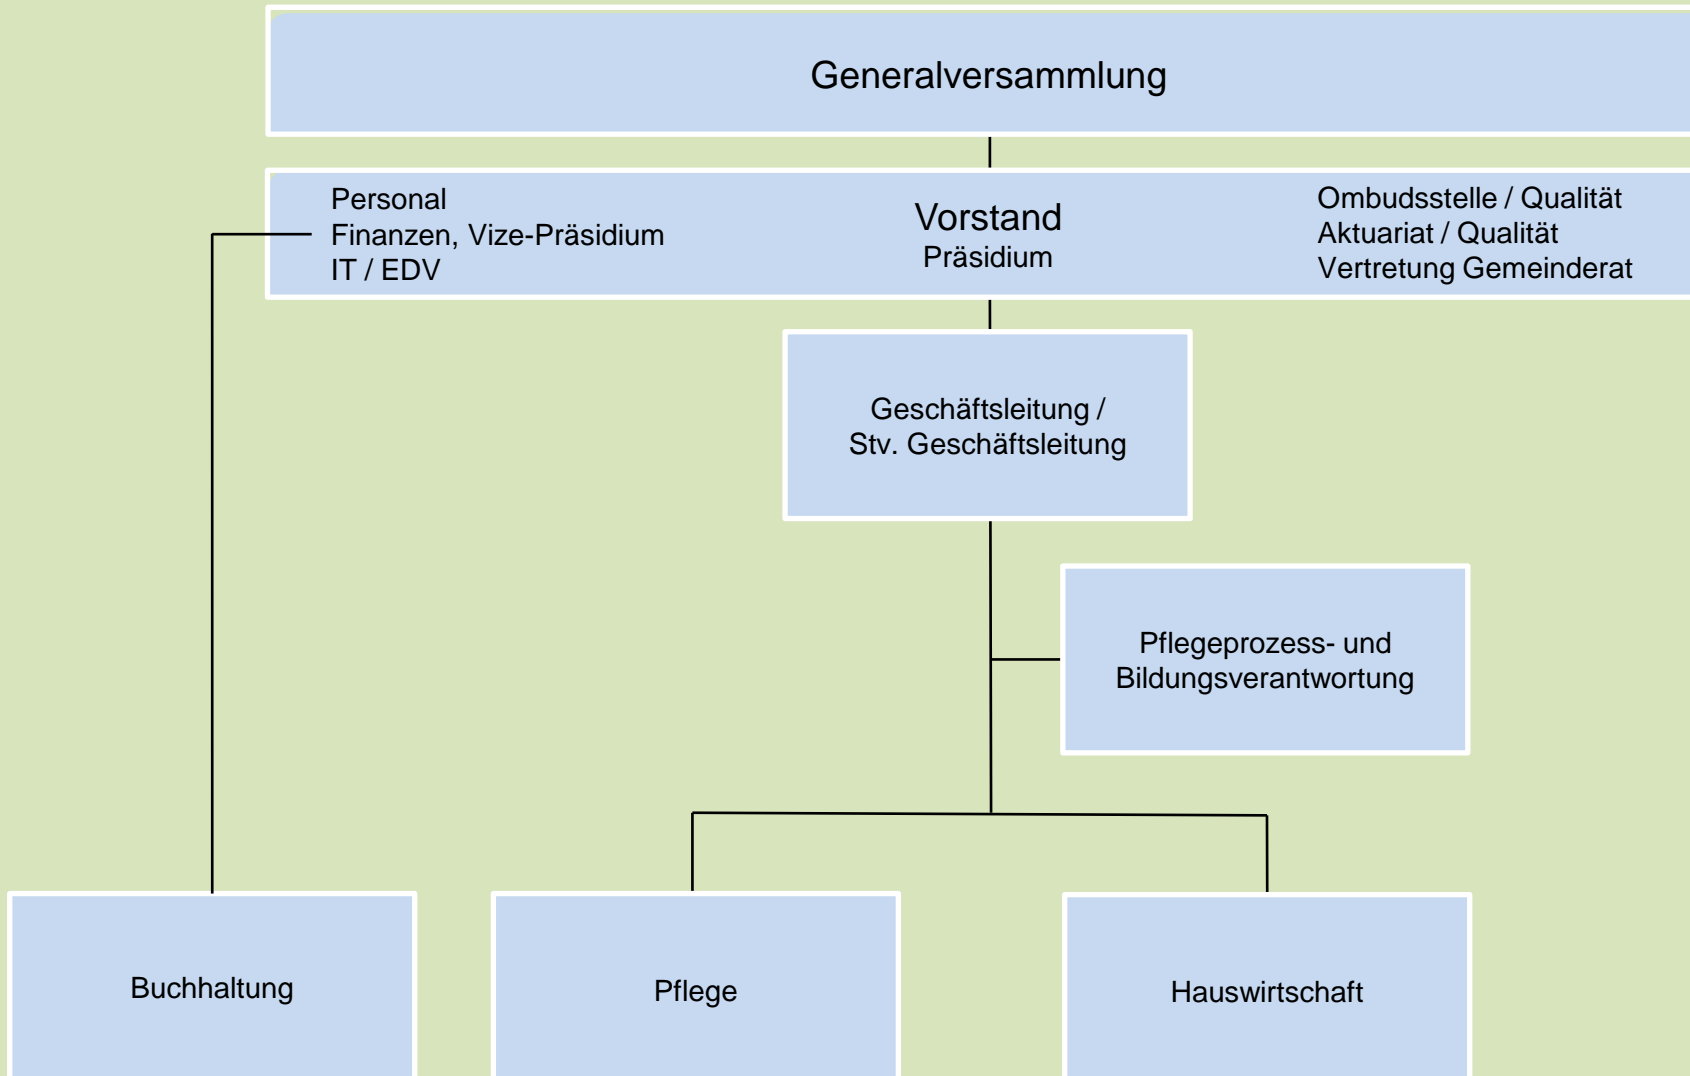 Generalversammlung
Personal
Finanzen, Vize-Präsidium
IT / EDV
Vorstand
Präsidium
Ombudsstelle / Qualität
Aktuariat / Qualität
Vertretung Gemeinderat
Geschäftsleitung /
Stv. Geschäftsleitung
Pflegeprozess- und
Bildungsverantwortung
Buchhaltung
Pflege
Hauswirtschaft